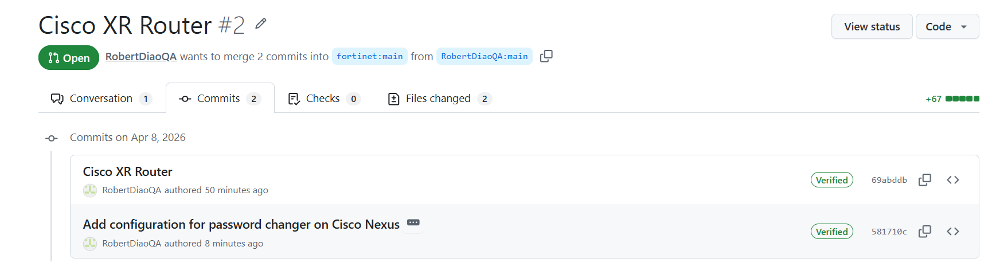 Cisco XR Router #2
View status
Code
Open
RobertDiaoQA wants to merge 2 commits into fortinet:main from RobertDiaoQA:main
Conversation 1
Commits 2
Checks 0
Files changed 2
+67
Commits on Apr 8, 2026
Cisco XR Router
RobertDiaoQA authored 50 minutes ago
Verified
69abddb
Add configuration for password changer on Cisco Nexus
RobertDiaoQA authored 8 minutes ago
Verified
581710c